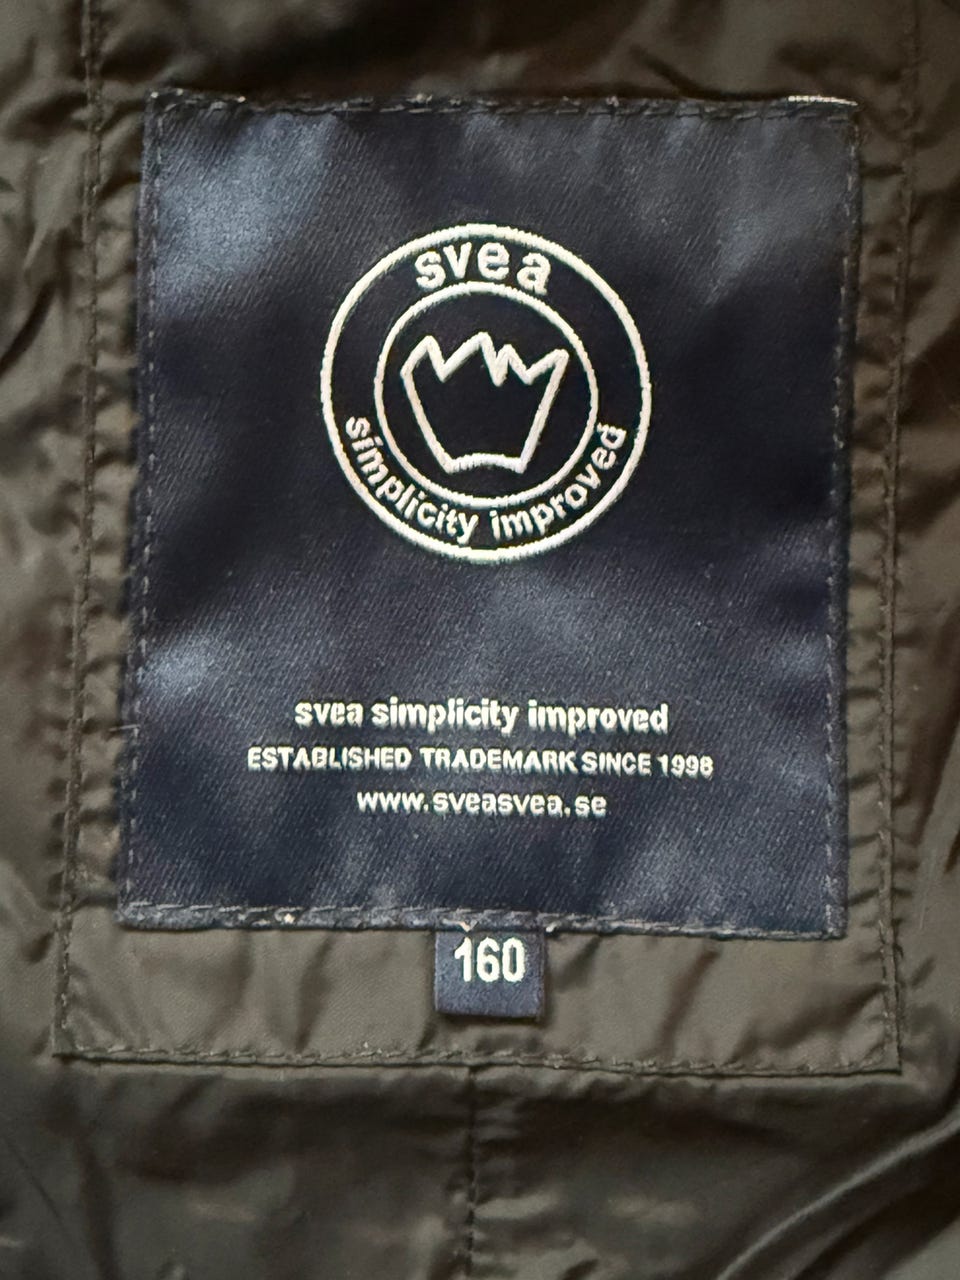 svea
simplicity improved
svea simplicity improved
ESTABLISHED TRADEMARK SINCE 1998
www.sveasvea.se
160